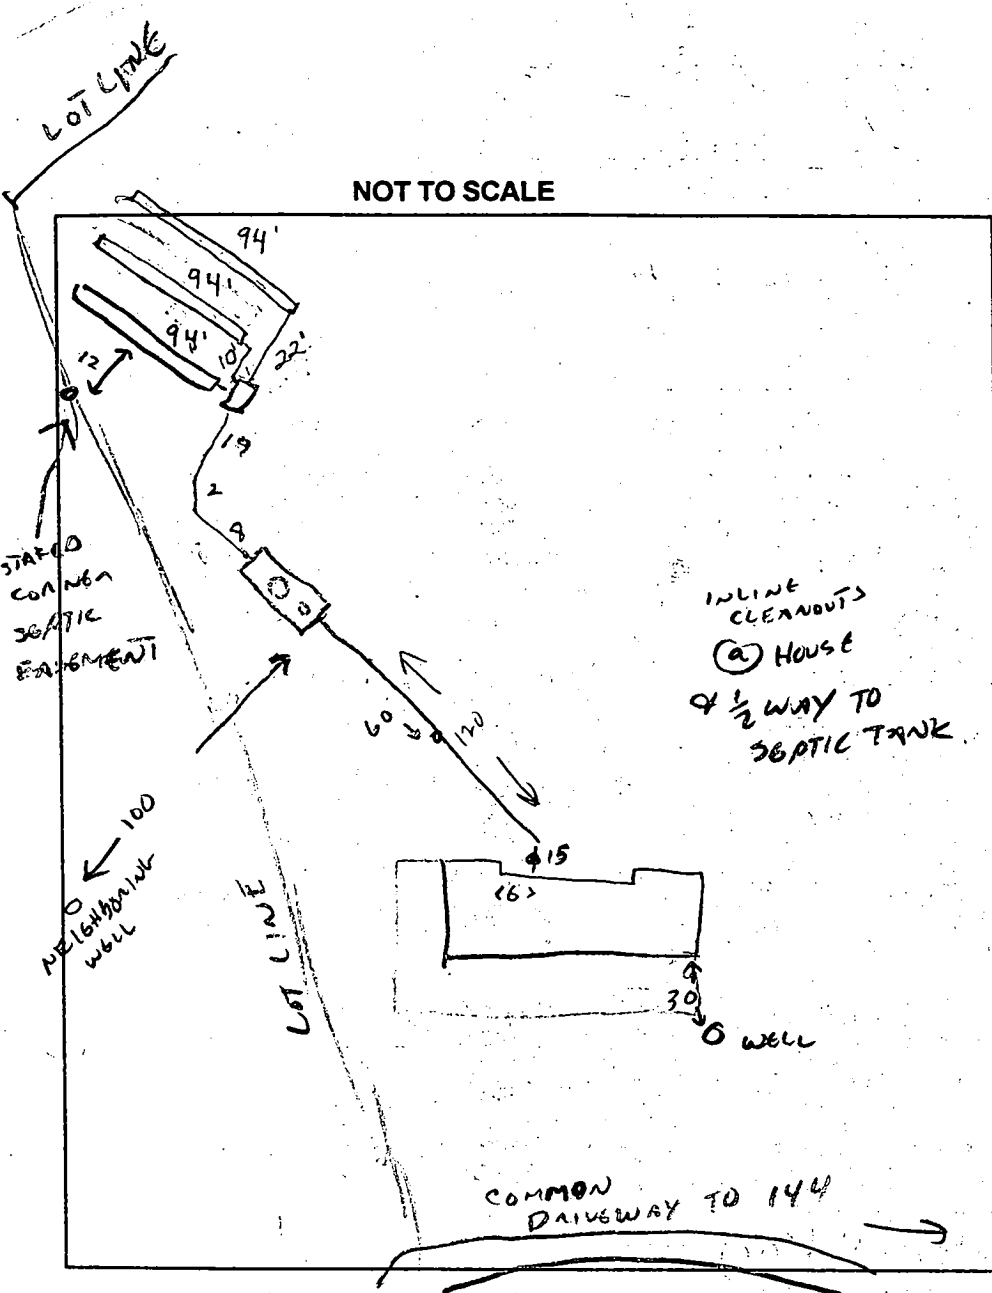 LOT LINE
NOT TO SCALE
94'
94'
94'
10'
22'
12
19
2
8
STAKED
CORNER
SEPTIC
EASEMENT
INLINE
CLEANOUTS
@ HOUSE
& 1/2 WAY TO
SEPTIC TANK.
60
120
100
NEIGHBORING
WELL
LOT LINE
15
<6>
30
WELL
COMMON
DRIVEWAY TO 144